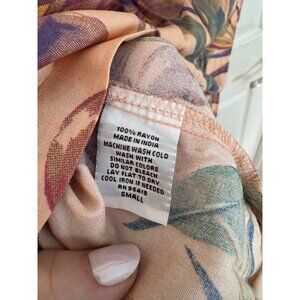 100% RAYON
MADE IN INDIA
MACHINE WASH COLD
WASH WITH
SIMILAR COLORS
DO NOT BLEACH
LAY FLAT TO DRY
COOL IRON IF NEEDED
RN 96415
SMALL